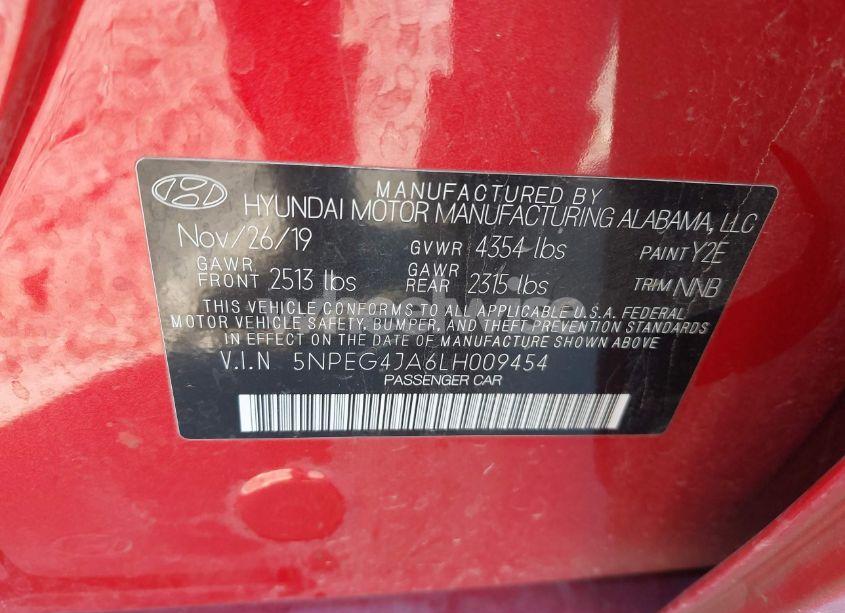 MANUFACTURED BY
HYUNDAI MOTOR MANUFACTURING ALABAMA, LLC
Nov/26/19 GVWR 4354 lbs PAINT Y2E
GAWR FRONT 2513 lbs GAWR REAR 2315 lbs TRIM NNB
THIS VEHICLE CONFORMS TO ALL APPLICABLE U.S.A. FEDERAL
MOTOR VEHICLE SAFETY, BUMPER, AND THEFT PREVENTION STANDARDS
IN EFFECT ON THE DATE OF MANUFACTURE SHOWN ABOVE
V.I.N 5NPEG4JA6LH009454
PASSENGER CAR